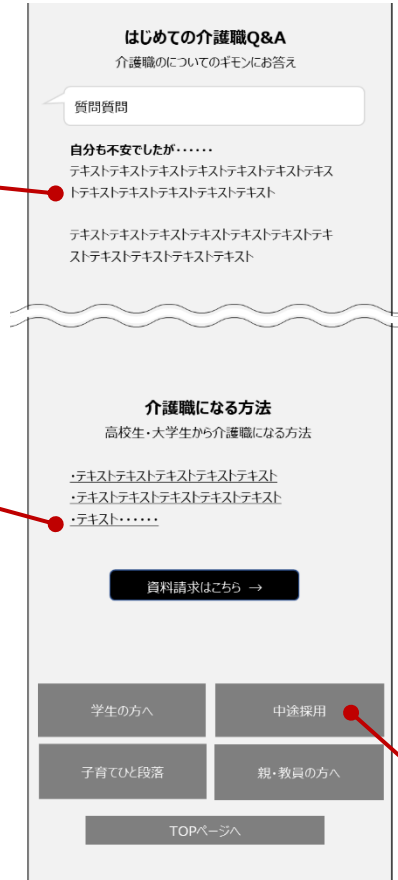 はじめての介護職Q&A
介護職のについてのギモンにお答え
質問質問
自分も不安でしたが・・・・・・
テキストテキストテキストテキストテキストテキストテキス
トテキストテキストテキストテキストテキスト
テキストテキストテキストテキストテキストテキストテキ
ストテキストテキストテキストテキスト
介護職になる方法
高校生・大学生から介護職になる方法
・テキストテキストテキストテキストテキスト
・テキストテキストテキストテキストテキスト
・テキスト・・・・・・
資料請求はこちら →
学生の方へ
中途採用
子育てひと段落
親・教員の方へ
TOPページへ